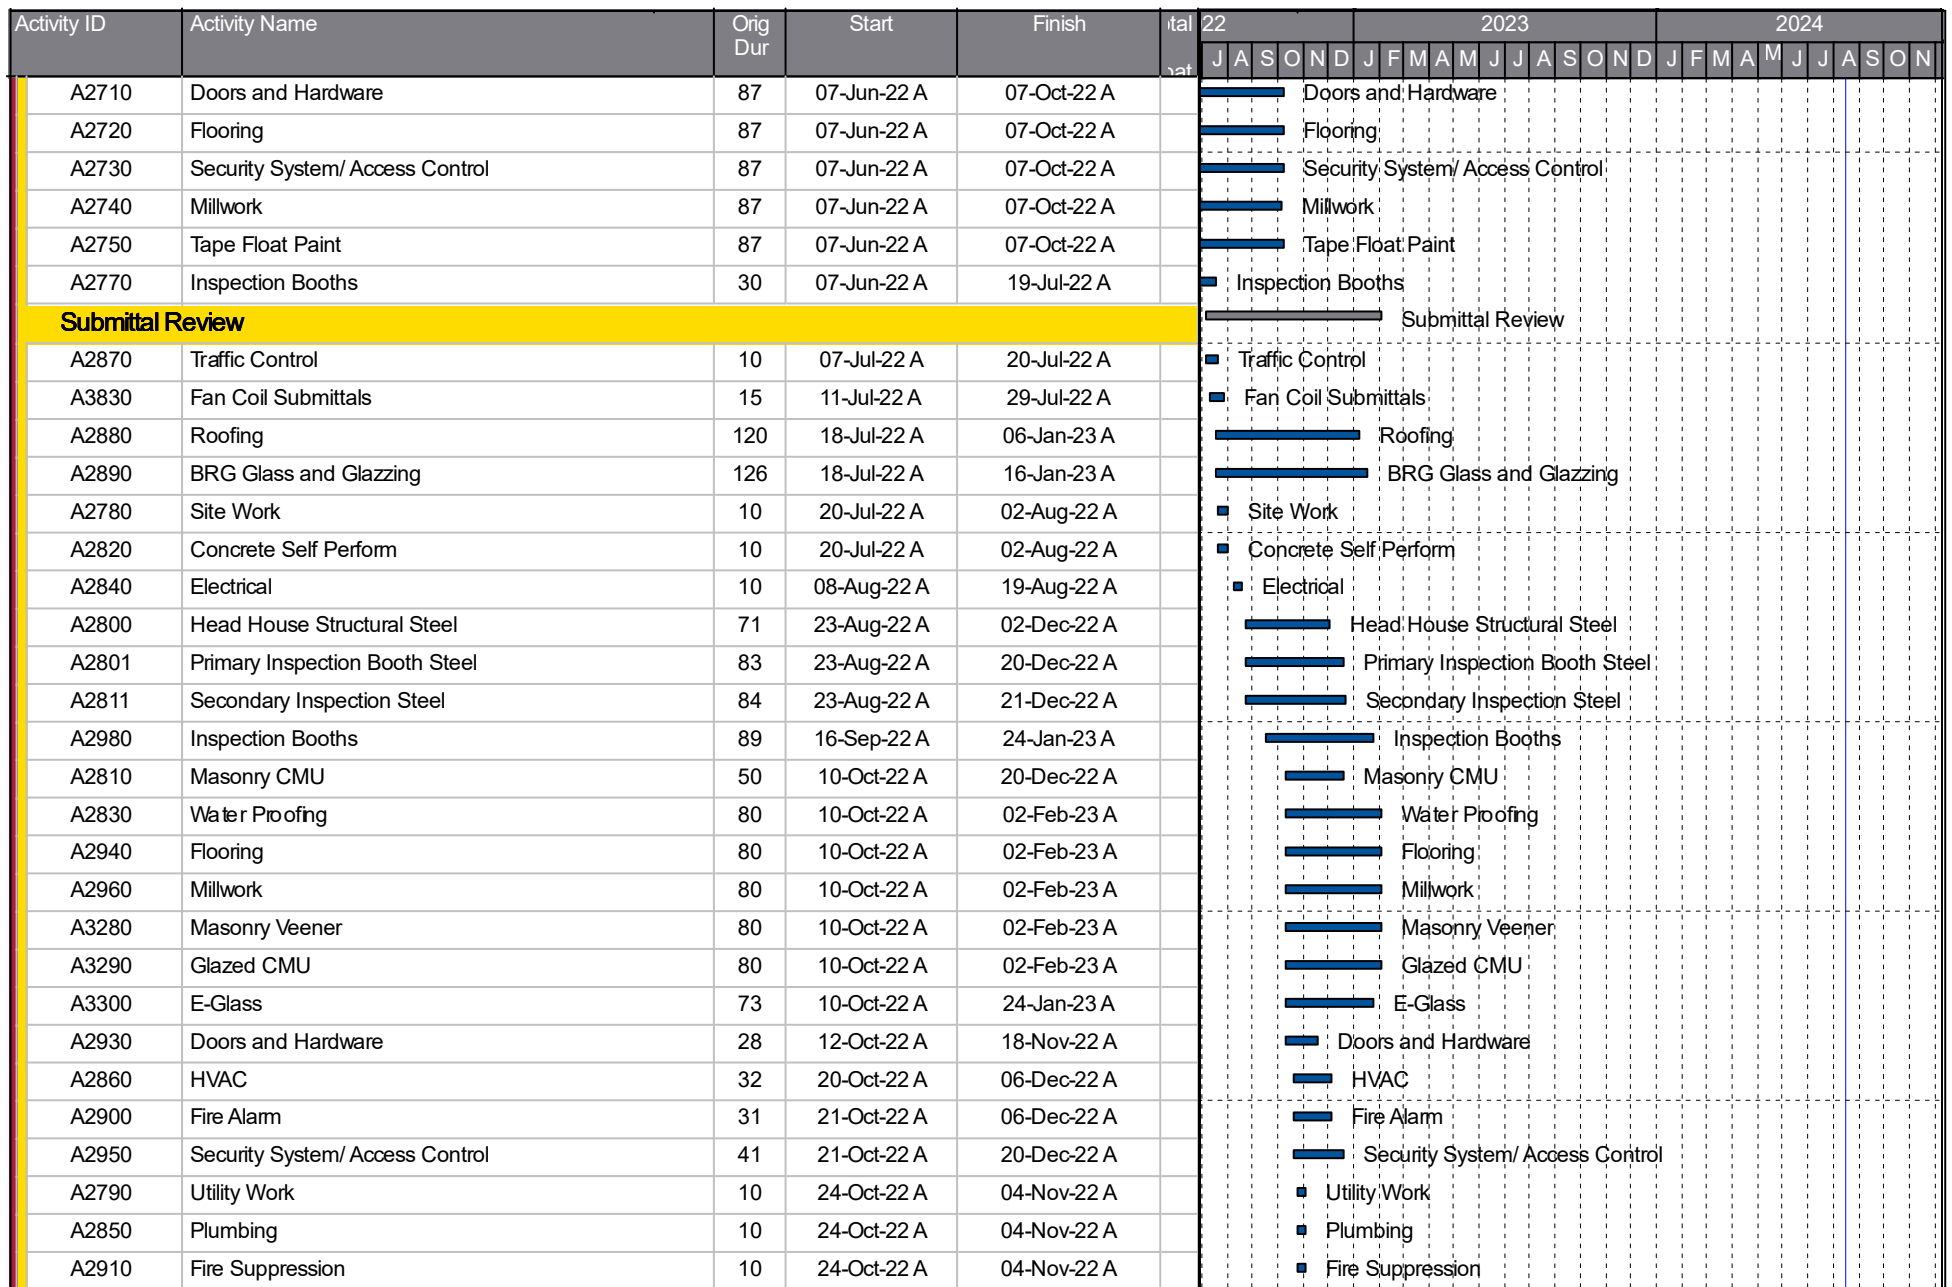 Activity ID Activity Name Orig Dur Start Finish 22 2023 2024
J A S O N D J F M A M J J A S O N D J F M A M J J A S O N
A2710 Doors and Hardware 87 07-Jun-22 A 07-Oct-22 A Doors and Hardware
A2720 Flooring 87 07-Jun-22 A 07-Oct-22 A Flooring
A2730 Security System/ Access Control 87 07-Jun-22 A 07-Oct-22 A Security System/ Access Control
A2740 Millwork 87 07-Jun-22 A 07-Oct-22 A Millwork
A2750 Tape Float Paint 87 07-Jun-22 A 07-Oct-22 A Tape Float Paint
A2770 Inspection Booths 30 07-Jun-22 A 19-Jul-22 A Inspection Booths
Submittal Review Submittal Review
A2870 Traffic Control 10 07-Jul-22 A 20-Jul-22 A Traffic Control
A3830 Fan Coil Submittals 15 11-Jul-22 A 29-Jul-22 A Fan Coil Submittals
A2880 Roofing 120 18-Jul-22 A 06-Jan-23 A Roofing
A2890 BRG Glass and Glazzing 126 18-Jul-22 A 16-Jan-23 A BRG Glass and Glazzing
A2780 Site Work 10 20-Jul-22 A 02-Aug-22 A Site Work
A2820 Concrete Self Perform 10 20-Jul-22 A 02-Aug-22 A Concrete Self Perform
A2840 Electrical 10 08-Aug-22 A 19-Aug-22 A Electrical
A2800 Head House Structural Steel 71 23-Aug-22 A 02-Dec-22 A Head House Structural Steel
A2801 Primary Inspection Booth Steel 83 23-Aug-22 A 20-Dec-22 A Primary Inspection Booth Steel
A2811 Secondary Inspection Steel 84 23-Aug-22 A 21-Dec-22 A Secondary Inspection Steel
A2980 Inspection Booths 89 16-Sep-22 A 24-Jan-23 A Inspection Booths
A2810 Masonry CMU 50 10-Oct-22 A 20-Dec-22 A Masonry CMU
A2830 Water Proofing 80 10-Oct-22 A 02-Feb-23 A Water Proofing
A2940 Flooring 80 10-Oct-22 A 02-Feb-23 A Flooring
A2960 Millwork 80 10-Oct-22 A 02-Feb-23 A Millwork
A3280 Masonry Veener 80 10-Oct-22 A 02-Feb-23 A Masonry Veener
A3290 Glazed CMU 80 10-Oct-22 A 02-Feb-23 A Glazed CMU
A3300 E-Glass 73 10-Oct-22 A 24-Jan-23 A E-Glass
A2930 Doors and Hardware 28 12-Oct-22 A 18-Nov-22 A Doors and Hardware
A2860 HVAC 32 20-Oct-22 A 06-Dec-22 A HVAC
A2900 Fire Alarm 31 21-Oct-22 A 06-Dec-22 A Fire Alarm
A2950 Security System/ Access Control 41 21-Oct-22 A 20-Dec-22 A Security System/ Access Control
A2790 Utility Work 10 24-Oct-22 A 04-Nov-22 A Utility Work
A2850 Plumbing 10 24-Oct-22 A 04-Nov-22 A Plumbing
A2910 Fire Suppression 10 24-Oct-22 A 04-Nov-22 A Fire Suppression